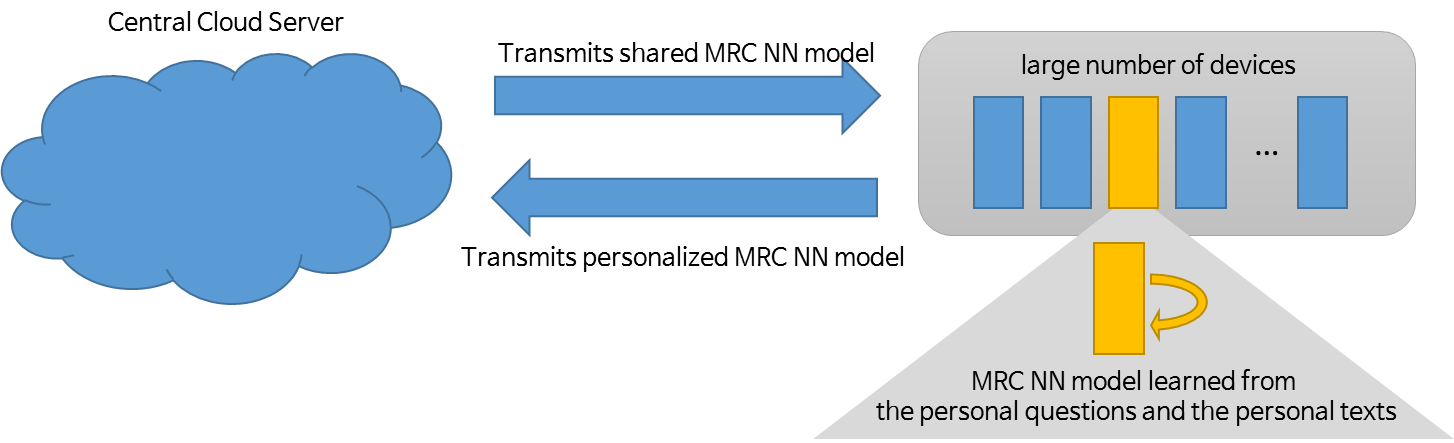 Central Cloud Server
Transmits shared MRC NN model
large number of devices
...
Transmits personalized MRC NN model
MRC NN model learned from
the personal questions and the personal texts